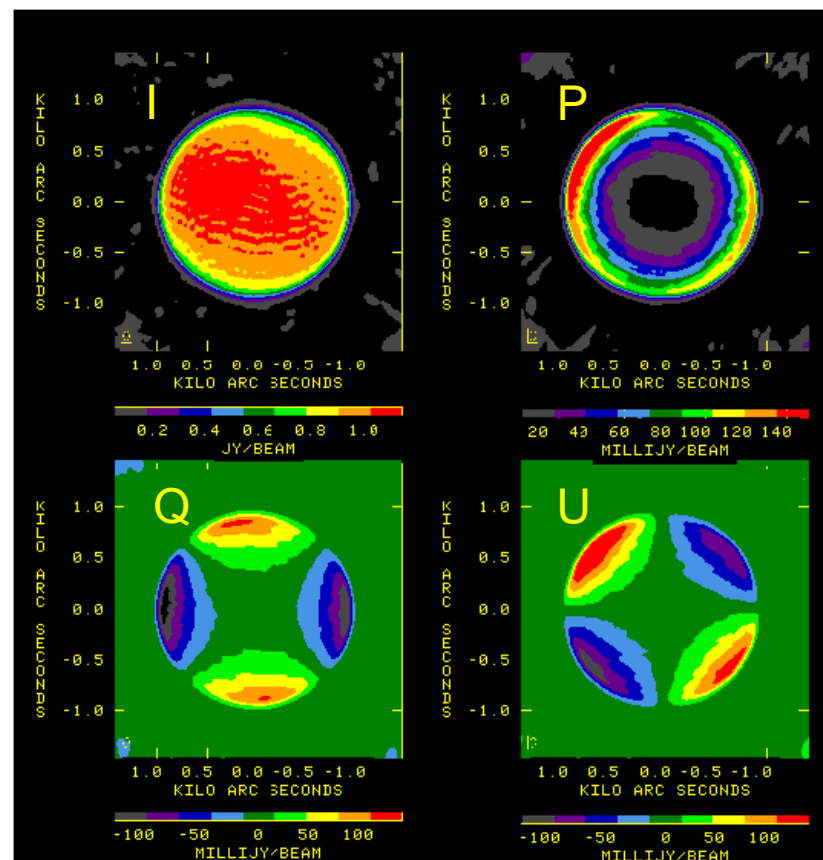 I
KILO ARC SECONDS
1.0
0.5
0.0
-0.5
-1.0
1.0 0.5 0.0 -0.5 -1.0
KILO ARC SECONDS
0.2 0.4 0.6 0.8 1.0
JY/BEAM
P
KILO ARC SECONDS
1.0
0.5
0.0
-0.5
-1.0
1.0 0.5 0.0 -0.5 -1.0
KILO ARC SECONDS
20 40 60 80 100 120 140
MILLIJY/BEAM
Q
KILO ARC SECONDS
1.0
0.5
0.0
-0.5
-1.0
1.0 0.5 0.0 -0.5 -1.0
KILO ARC SECONDS
-100 -50 0 50 100
MILLIJY/BEAM
U
KILO ARC SECONDS
1.0
0.5
0.0
-0.5
-1.0
1.0 0.5 0.0 -0.5 -1.0
KILO ARC SECONDS
-100 -50 0 50 100
MILLIJY/BEAM